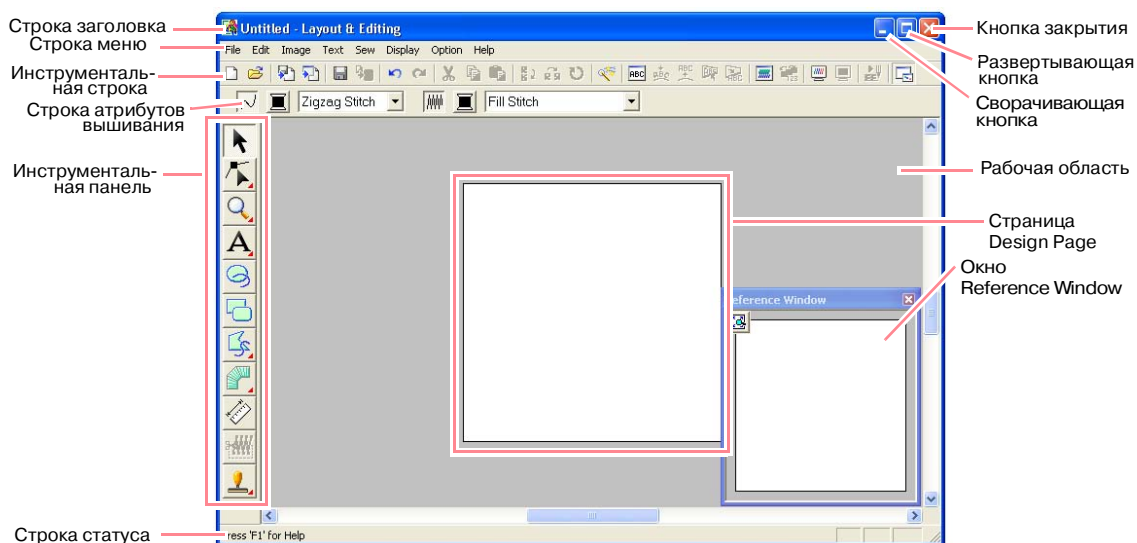 Строка заголовка
Строка меню
Инструменталь-
ная строка
Строка атрибутов
вышивания
Инструменталь-
ная панель
Строка статуса
Untitled - Layout & Editing
File Edit Image Text Sew Display Option Help
ABC
Zigzag Stitch
Fill Stitch
A
eference Window
ress 'F1' for Help
Кнопка закрытия
Развертывающая
кнопка
Сворачивающая
кнопка
Рабочая область
Страница
Design Page
Окно
Reference Window